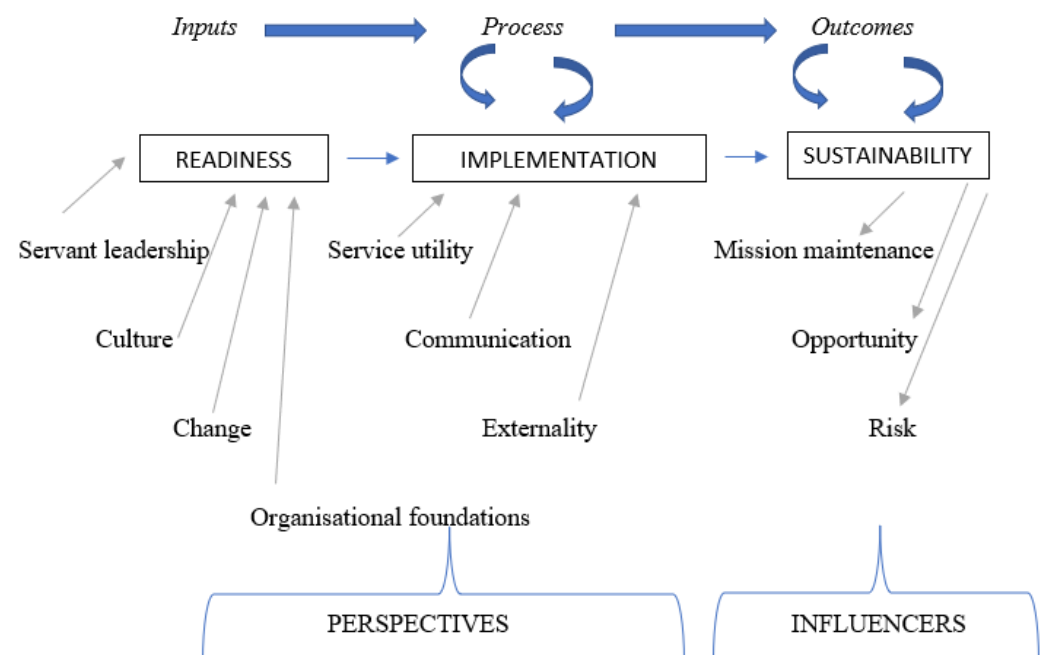 Inputs
Process
Outcomes
READINESS
IMPLEMENTATION
SUSTAINABILITY
Servant leadership
Service utility
Mission maintenance
Culture
Communication
Opportunity
Change
Externality
Risk
Organisational foundations
PERSPECTIVES
INFLUENCERS